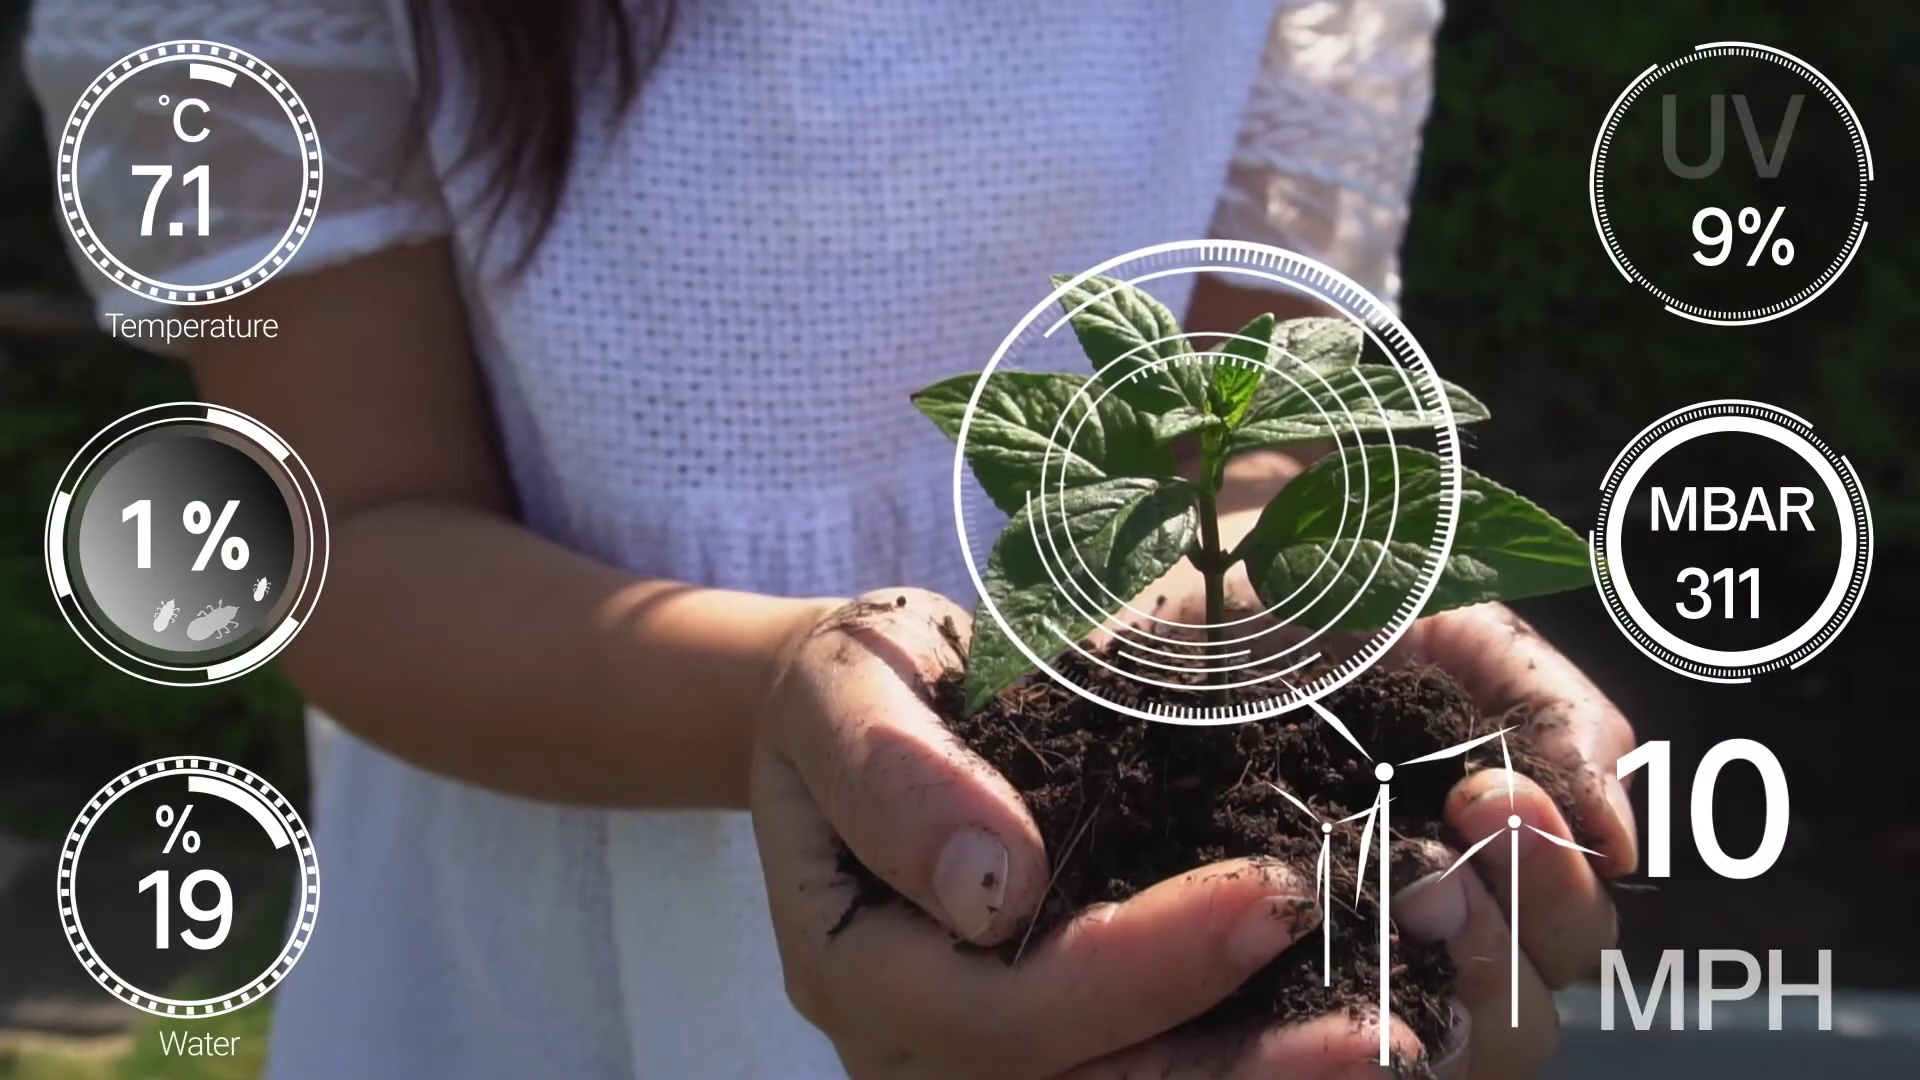 °C
7.1
Temperature
1 %
%
19
Water
UV
9%
MBAR
311
10
MPH